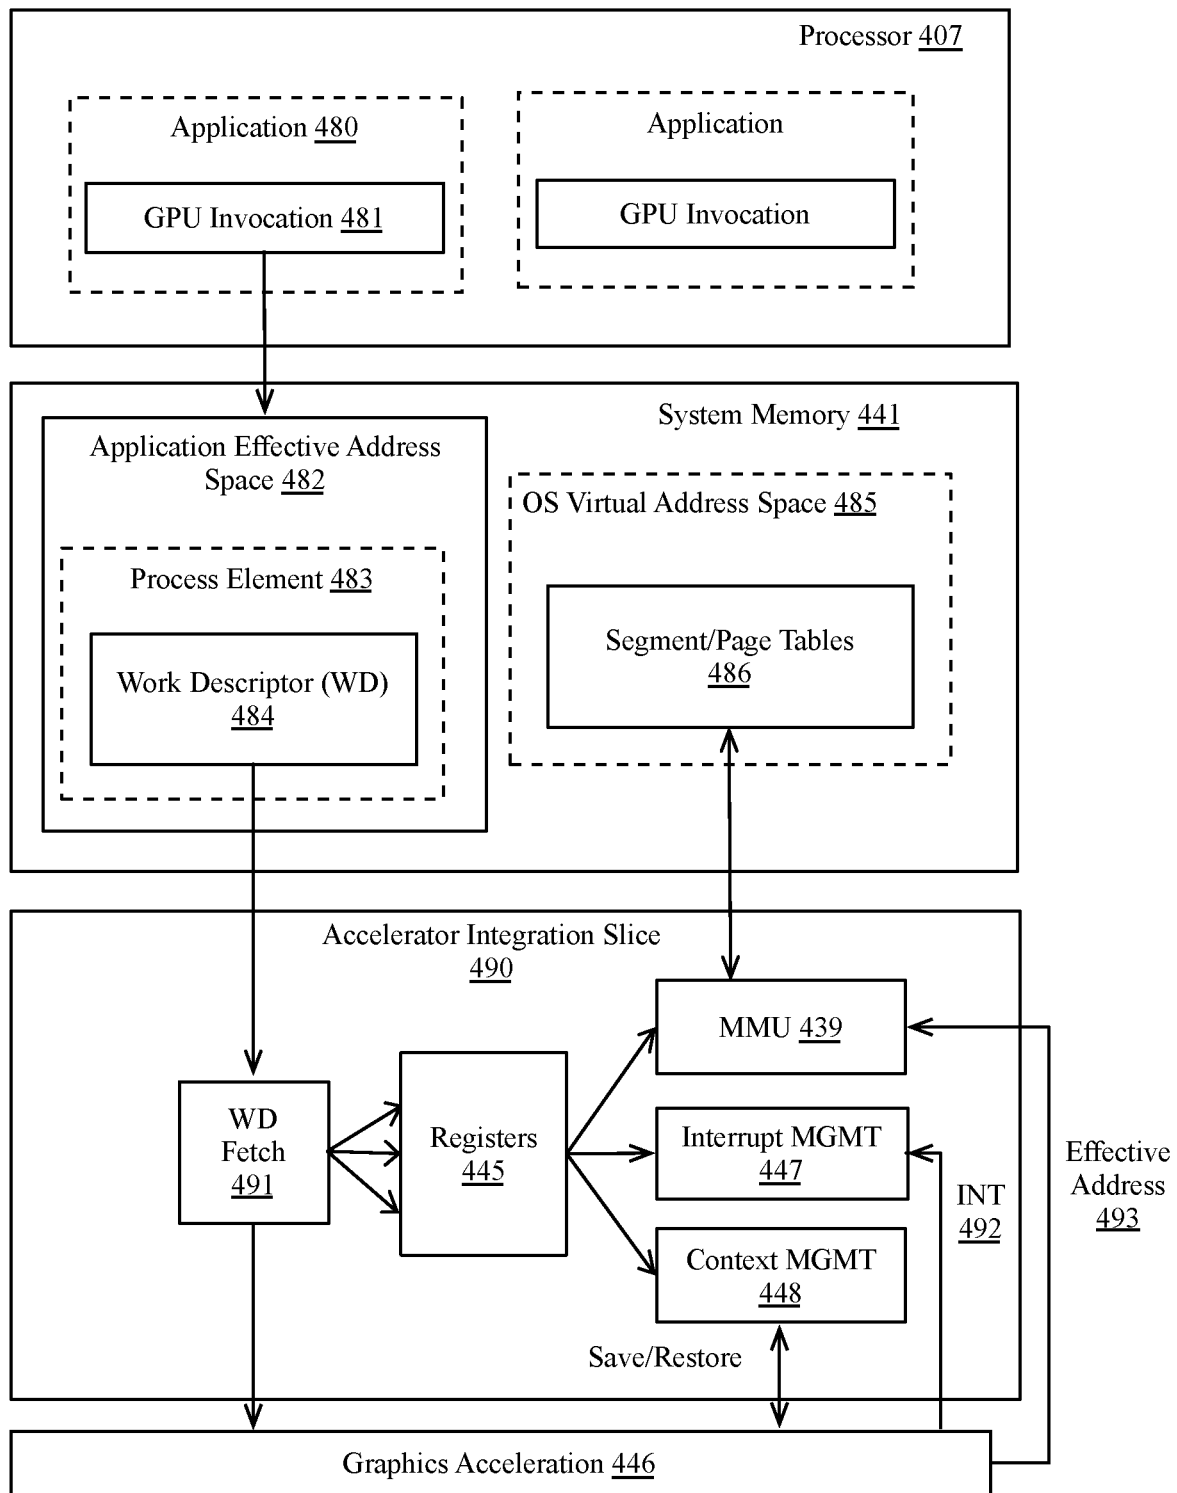 Processor 407
Application 480
Application
GPU Invocation 481
GPU Invocation
System Memory 441
Application Effective Address
Space 482
OS Virtual Address Space 485
Process Element 483
Segment/Page Tables
486
Work Descriptor (WD)
484
Accelerator Integration Slice
490
MMU 439
WD
Fetch
491
Registers
445
Interrupt MGMT
447
Effective
Address
493
INT
492
Context MGMT
448
Save/Restore
Graphics Acceleration 446